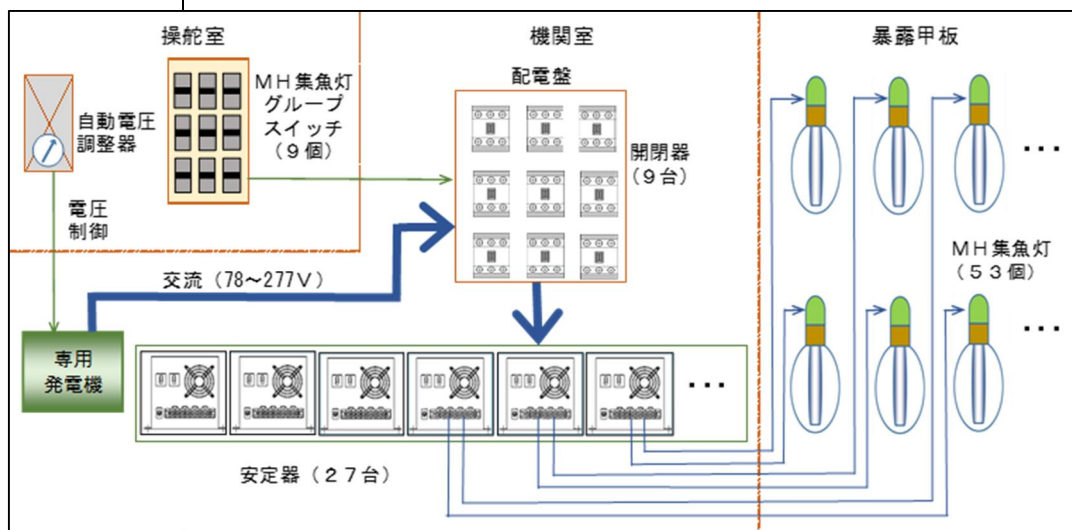 操舵室
機関室
暴露甲板
自動電圧
調整器
MH集魚灯
グループ
スイッチ
(9個)
配電盤
開閉器
(9台)
電圧
制御
交流(78~277V)
専用
発電機
・・・
安定器(27台)
・・・
MH集魚灯
(53個)
・・・